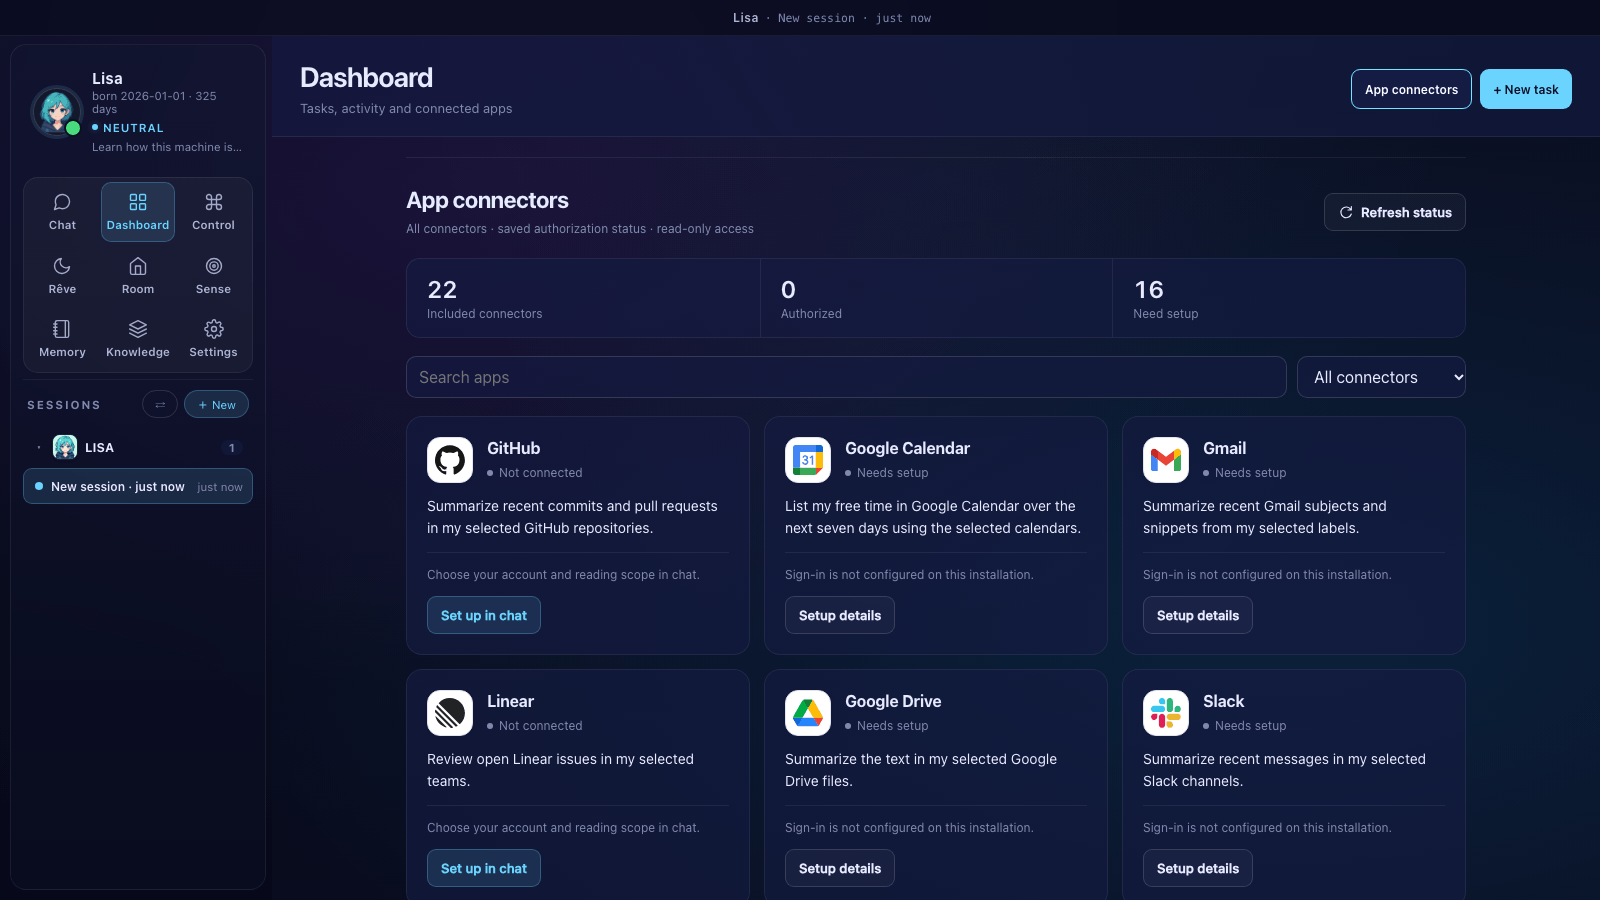 Lisa · New session · just now
Lisa
born 2026-01-01 · 325
days
NEUTRAL
Learn how this machine is...
Chat
Dashboard
Control
Rêve
Room
Sense
Memory
Knowledge
Settings
SESSIONS
+ New
LISA
1
New session · just now
just now
Dashboard
Tasks, activity and connected apps
App connectors
+ New task
App connectors
All connectors · saved authorization status · read-only access
Refresh status
22
Included connectors
0
Authorized
16
Need setup
Search apps
All connectors
GitHub
Not connected
Summarize recent commits and pull requests
in my selected GitHub repositories.
Choose your account and reading scope in chat.
Set up in chat
31
Google Calendar
Needs setup
List my free time in Google Calendar over the
next seven days using the selected calendars.
Sign-in is not configured on this installation.
Setup details
Gmail
Needs setup
Summarize recent Gmail subjects and
snippets from my selected labels.
Sign-in is not configured on this installation.
Setup details
Linear
Not connected
Review open Linear issues in my selected
teams.
Choose your account and reading scope in chat.
Set up in chat
Google Drive
Needs setup
Summarize the text in my selected Google
Drive files.
Sign-in is not configured on this installation.
Setup details
Slack
Needs setup
Summarize recent messages in my selected
Slack channels.
Sign-in is not configured on this installation.
Setup details